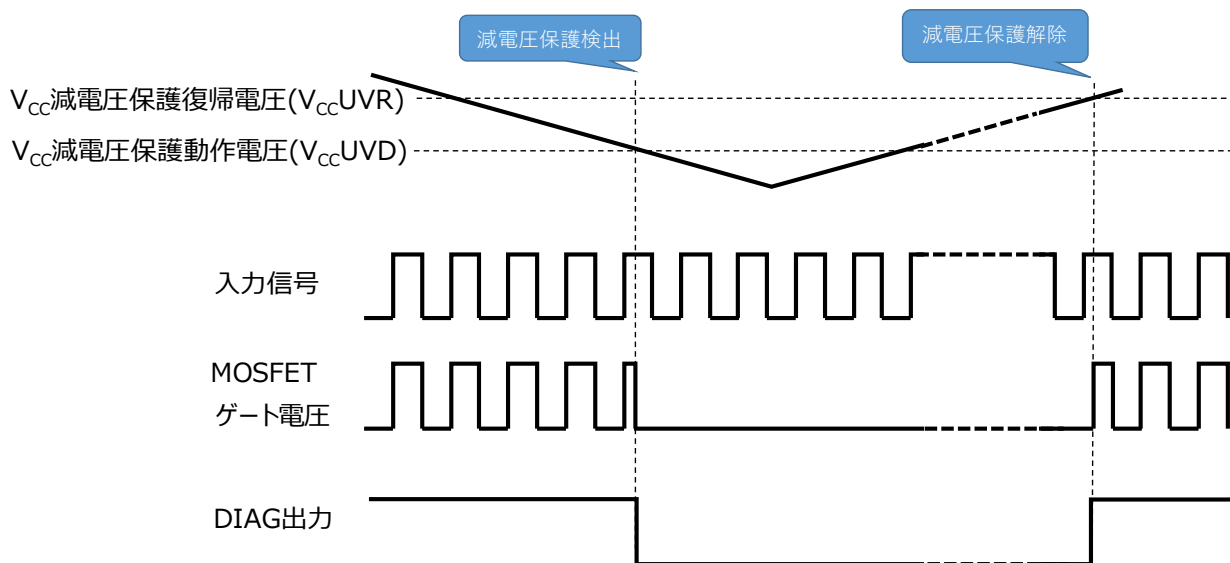 減電圧保護検出
減電圧保護解除
VCC減電圧保護復帰電圧(VCCUVR)
VCC減電圧保護動作電圧(VCCUVD)
入力信号
MOSFET
ゲート電圧
DIAG出力